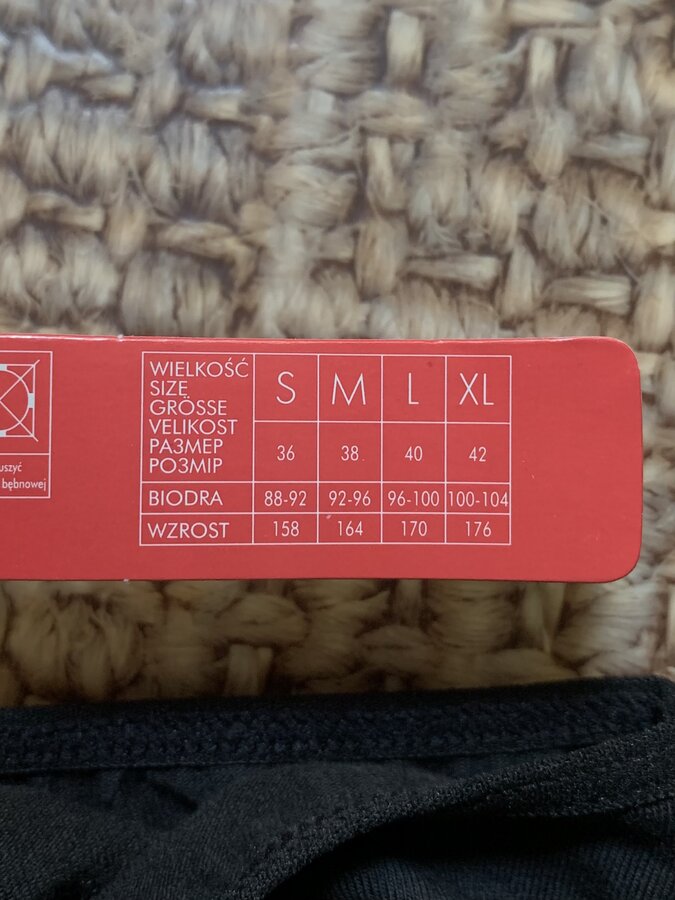 WIELKOŚĆ
SIZE
GRÖSSE
VELIKOST
РАЗМЕР
РОЗМІР
S M L XL
36 38 40 42
BIODRA 88-92 92-96 96-100 100-104
WZROST 158 164 170 176
bębnowej